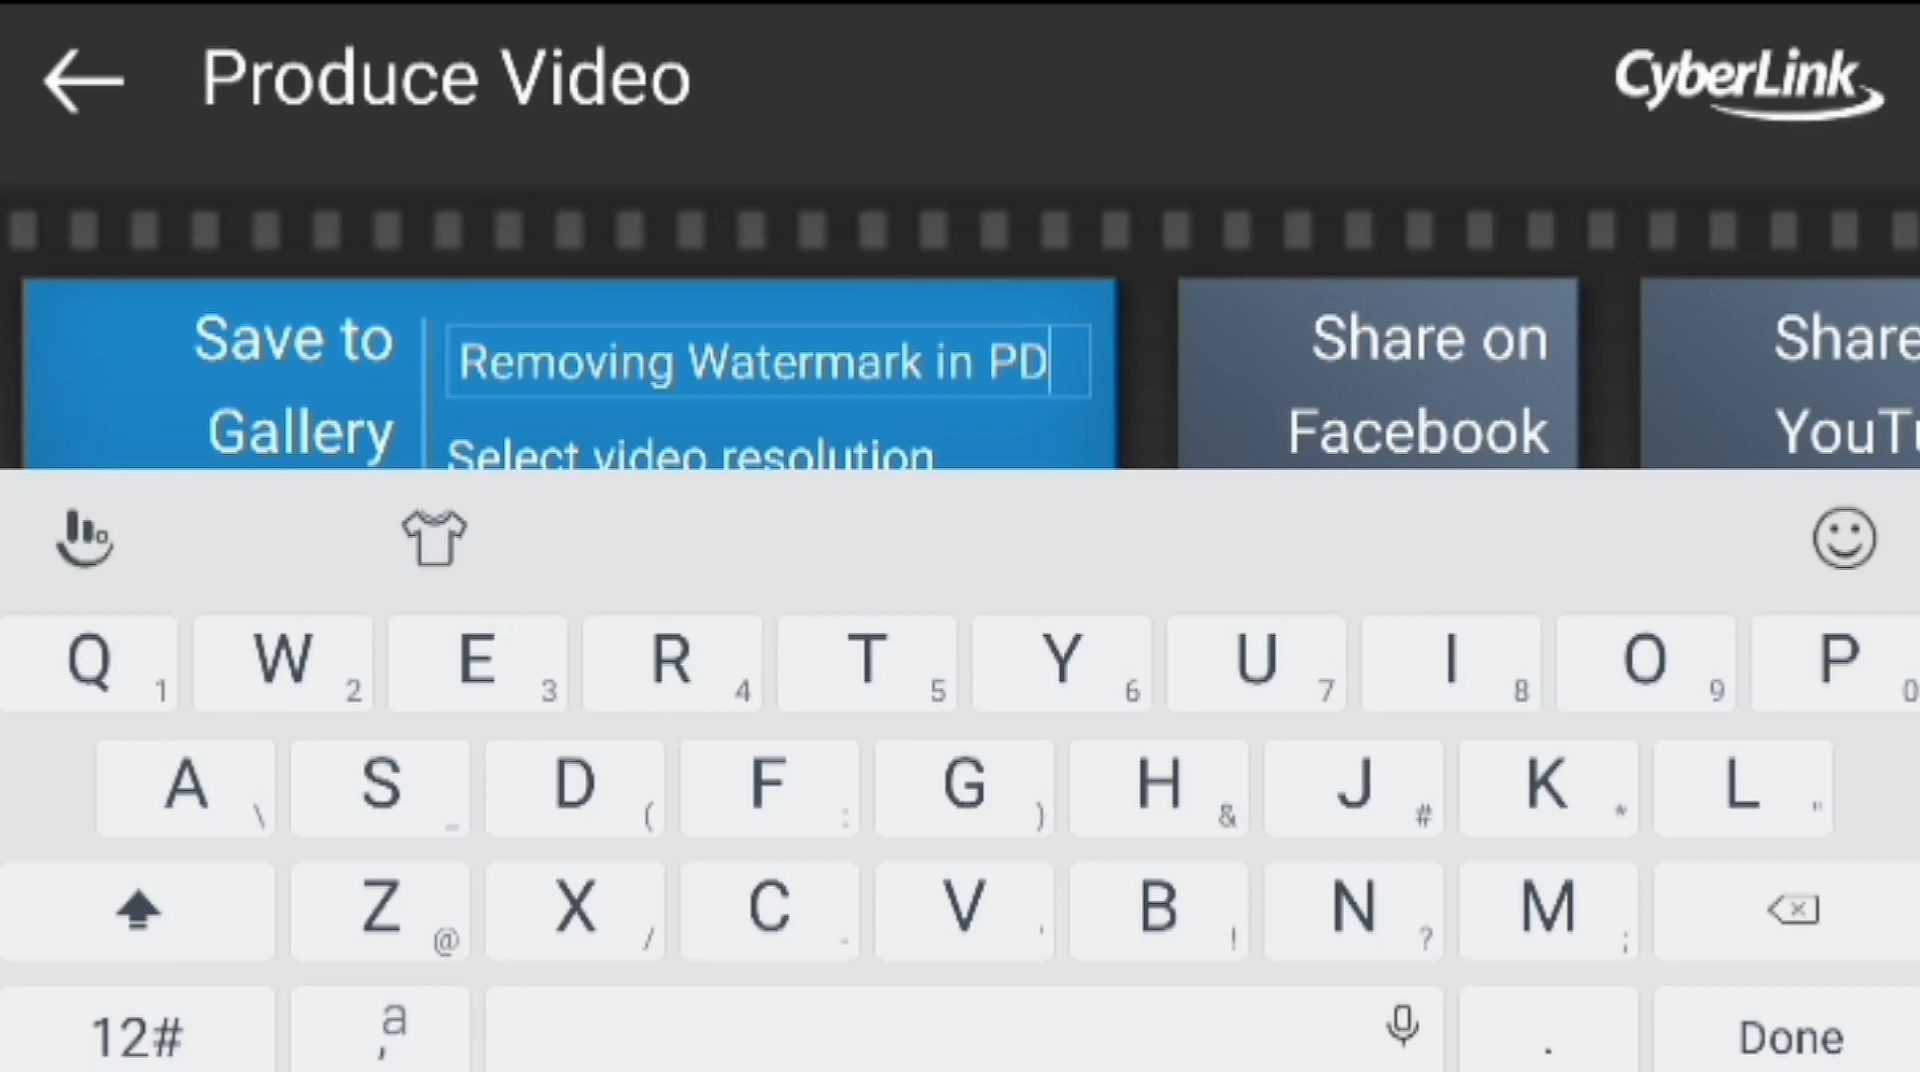 Produce Video
CyberLink
Save to
Gallery
Removing Watermark in PD
Select video resolution
Share on
Facebook
Share
YouTu
Q 1 W 2 E 3 R 4 T 5 Y 6 U 7 I 8 O 9 P 0
A \ S _ D ( F : G ) H & J # K * L "
Z @ X / C - V ' B ! N ? M ;
12# , a . Done